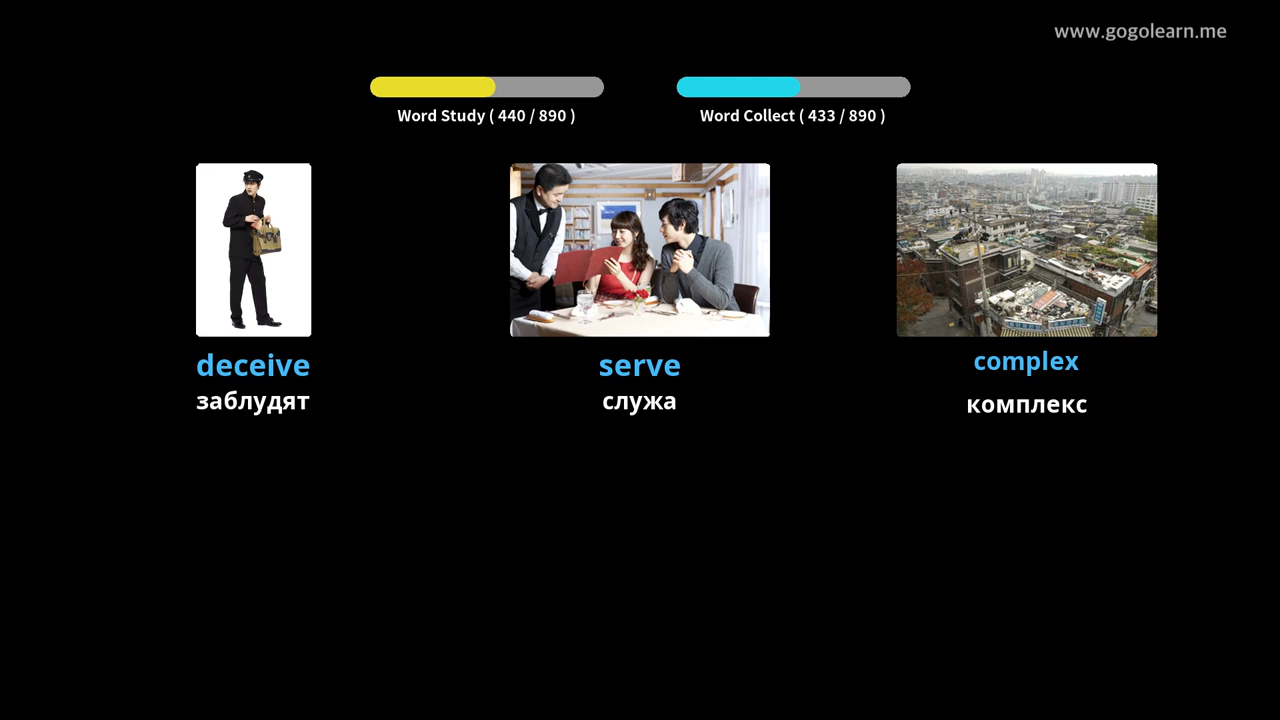 www.gogolearn.me
Word Study ( 440 / 890 )
Word Collect ( 433 / 890 )
deceive
заблудят
serve
служа
complex
комплекс